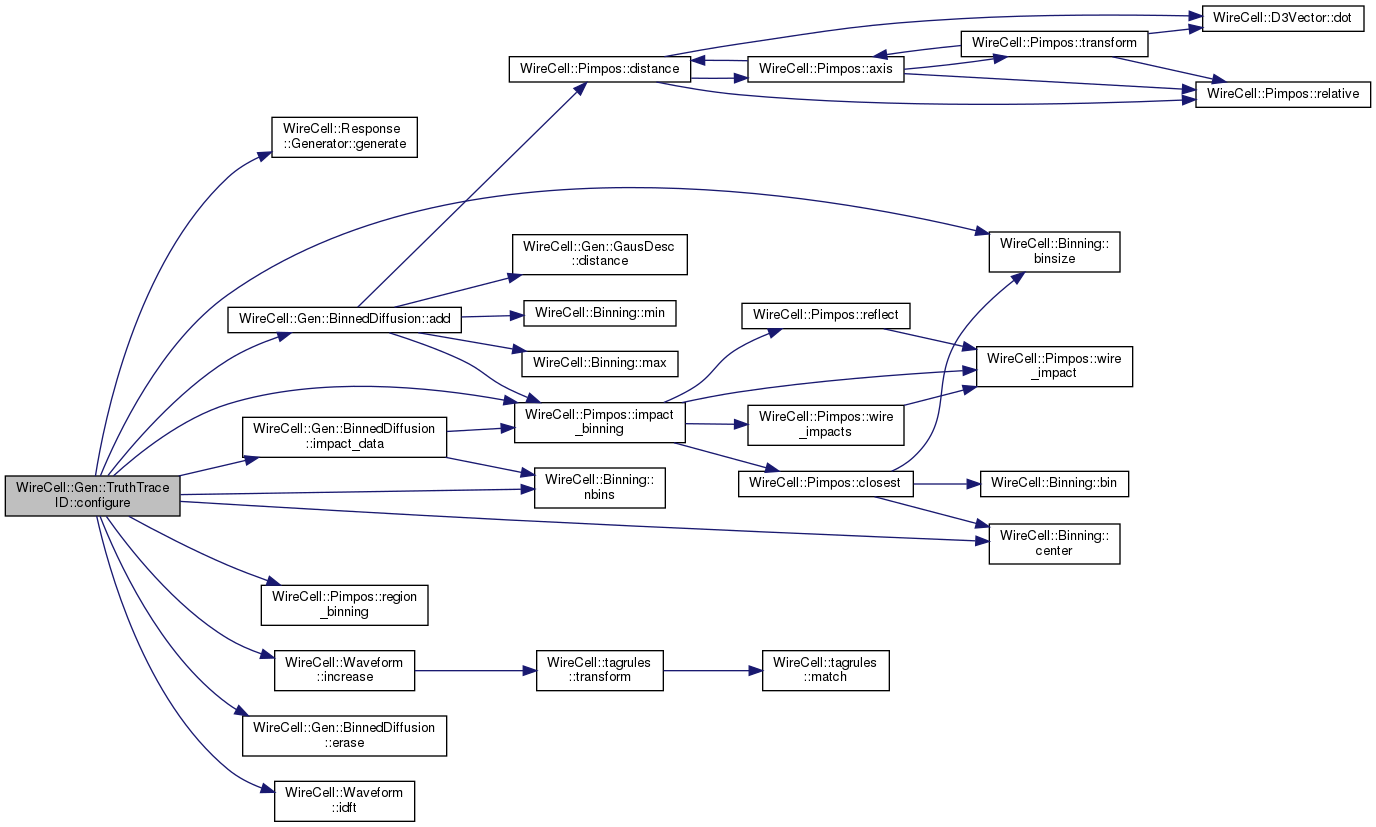 WireCell::D3Vector::dot
WireCell::Pimpos::transform
WireCell::Pimpos::distance
WireCell::Pimpos::axis
WireCell::Pimpos::relative
WireCell::Response
::Generator::generate
WireCell::Binning::
binsize
WireCell::Gen::GausDesc
::distance
WireCell::Gen::BinnedDiffusion::add
WireCell::Binning::min
WireCell::Pimpos::reflect
WireCell::Binning::max
WireCell::Pimpos::wire
_impact
WireCell::Pimpos::impact
_binning
WireCell::Pimpos::wire
_impacts
WireCell::Gen::BinnedDiffusion
::impact_data
WireCell::Binning::
nbins
WireCell::Pimpos::closest
WireCell::Binning::bin
WireCell::Gen::TruthTrace
ID::configure
WireCell::Binning::
center
WireCell::Pimpos::region
_binning
WireCell::Waveform
::increase
WireCell::tagrules
::transform
WireCell::tagrules
::match
WireCell::Gen::BinnedDiffusion
::erase
WireCell::Waveform
::idft